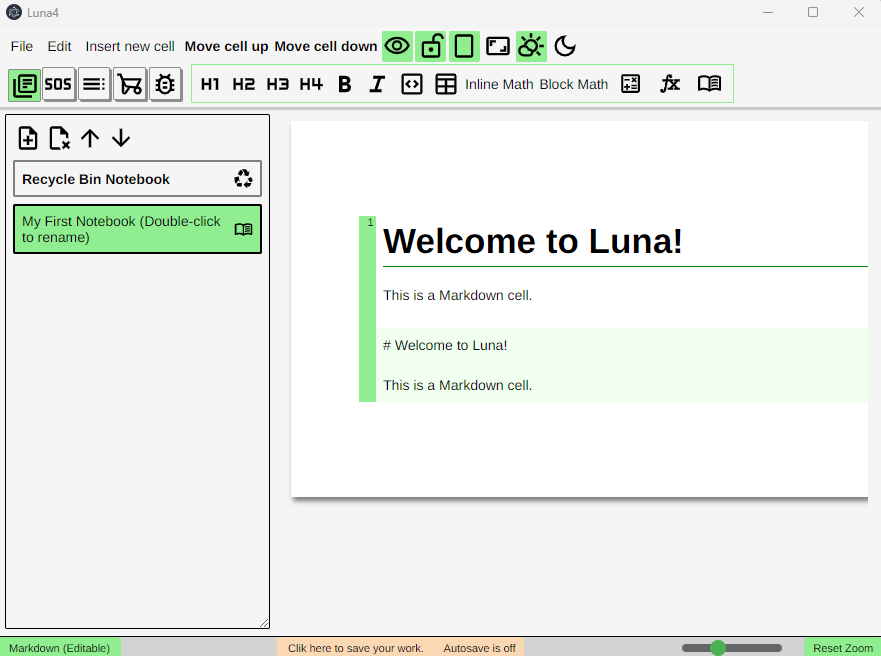 Luna4
File Edit Insert new cell Move cell up Move cell down
SOS H1 H2 H3 H4 B I Inline Math Block Math fx
Recycle Bin Notebook
My First Notebook (Double-click
to rename)
1
Welcome to Luna!
This is a Markdown cell.
# Welcome to Luna!
This is a Markdown cell.
Markdown (Editable) Clik here to save your work. Autosave is off Reset Zoom